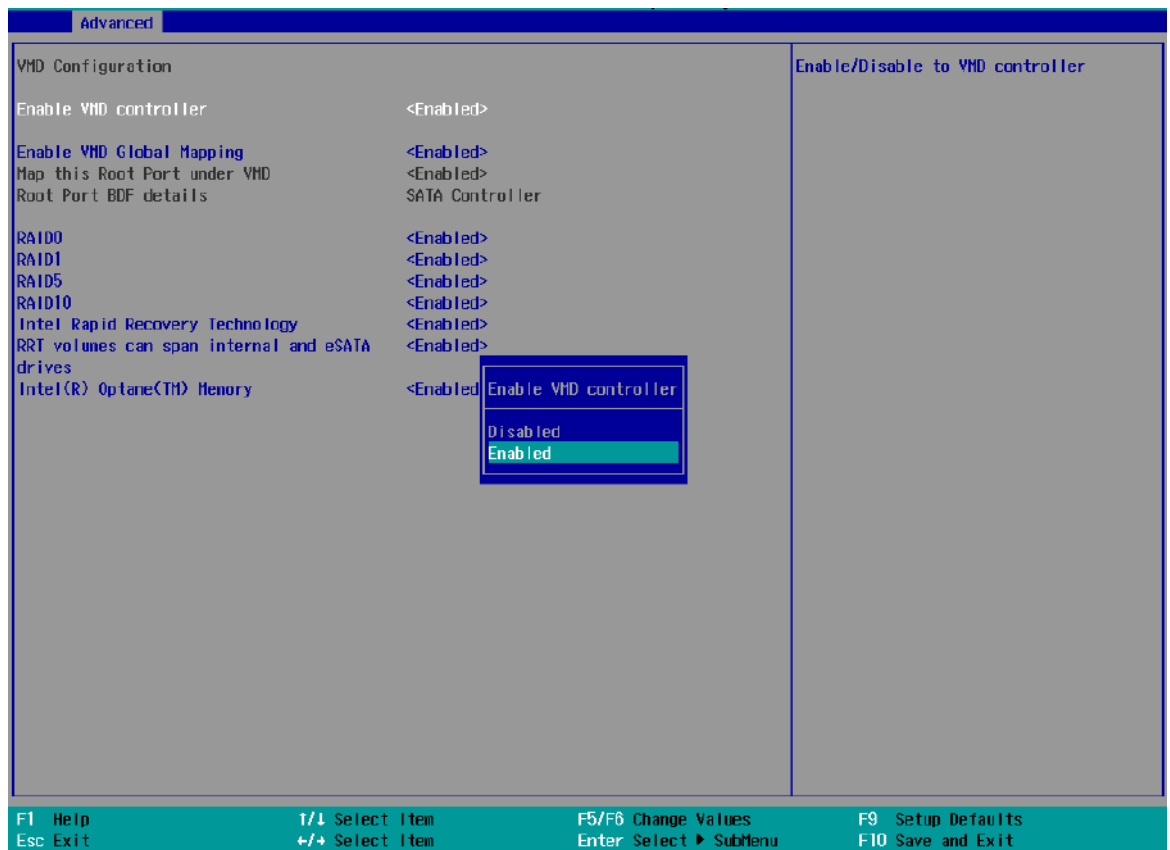 Advanced
VMD Configuration
Enable/Disable to VMD controller
Enable VMD controller <Enabled>
Enable VMD Global Mapping <Enabled>
Map this Root Port under VMD <Enabled>
Root Port BDF details SATA Controller
RAID0 <Enabled>
RAID1 <Enabled>
RAID5 <Enabled>
RAID10 <Enabled>
Intel Rapid Recovery Technology <Enabled>
RRT volumes can span internal and eSATA <Enabled>
drives
Intel(R) Optane(TM) Memory <Enabled
Enable VMD controller
Disabled
Enabled
F1 Help ↑/↓ Select Item F5/F6 Change Values F9 Setup Defaults
Esc Exit ←/→ Select Item Enter Select ▶ SubMenu F10 Save and Exit